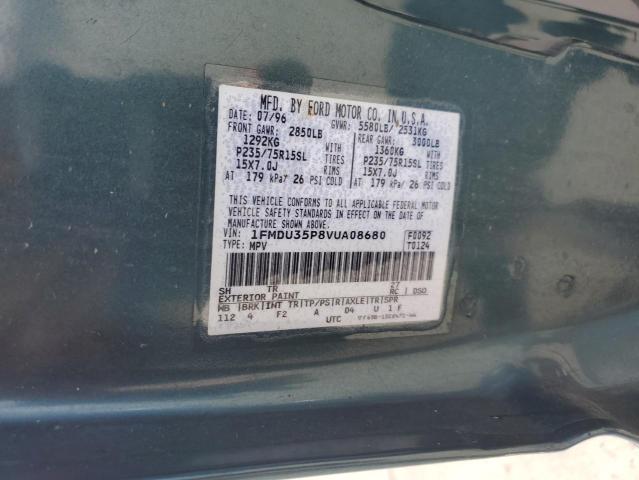 MFD. BY FORD MOTOR CO. IN U.S.A.
DATE: 07/96 GVWR: 5580LB/2531KG
FRONT GAWR: 2850LB REAR GAWR: 3000LB
1292KG WITH 1360KG WITH
P235/75R15SL TIRES P235/75R15SL TIRES
15X7.0J RIMS 15X7.0J RIMS
AT 179 kPa/ 26 PSI COLD AT 179 kPa/ 26 PSI COLD
THIS VEHICLE CONFORMS TO ALL APPLICABLE FEDERAL MOTOR
VEHICLE SAFETY STANDARDS IN EFFECT ON THE DATE OF
MANUFACTURE SHOWN ABOVE.
VIN: 1FMDU35P8VUA08680 F0092
TYPE: MPV T0124
SH TR 27
EXTERIOR PAINT RC DSO
WB BRK INT TR TP/PS R AXLE TR SPR
112 4 F2 A D4 U 1 F
UTC